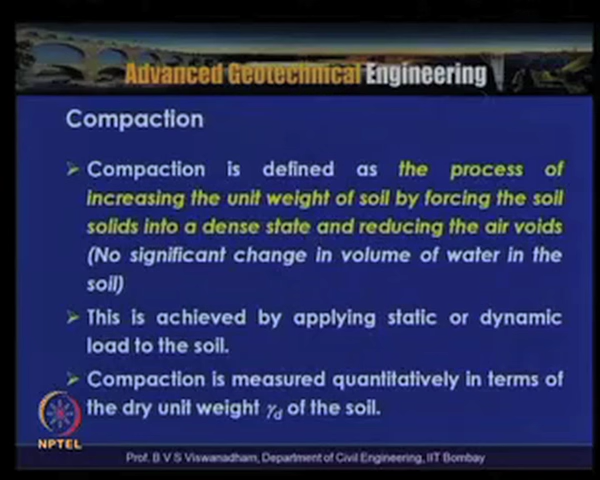 Advanced Geotechnical Engineering
Compaction
➢ Compaction is defined as the process of
increasing the unit weight of soil by forcing the soil
solids into a dense state and reducing the air voids
(No significant change in volume of water in the
soil)
➢ This is achieved by applying static or dynamic
load to the soil.
➢ Compaction is measured quantitatively in terms of
the dry unit weight γd of the soil.
NPTEL
Prof. B V S Viswanadham, Department of Civil Engineering, IIT Bombay